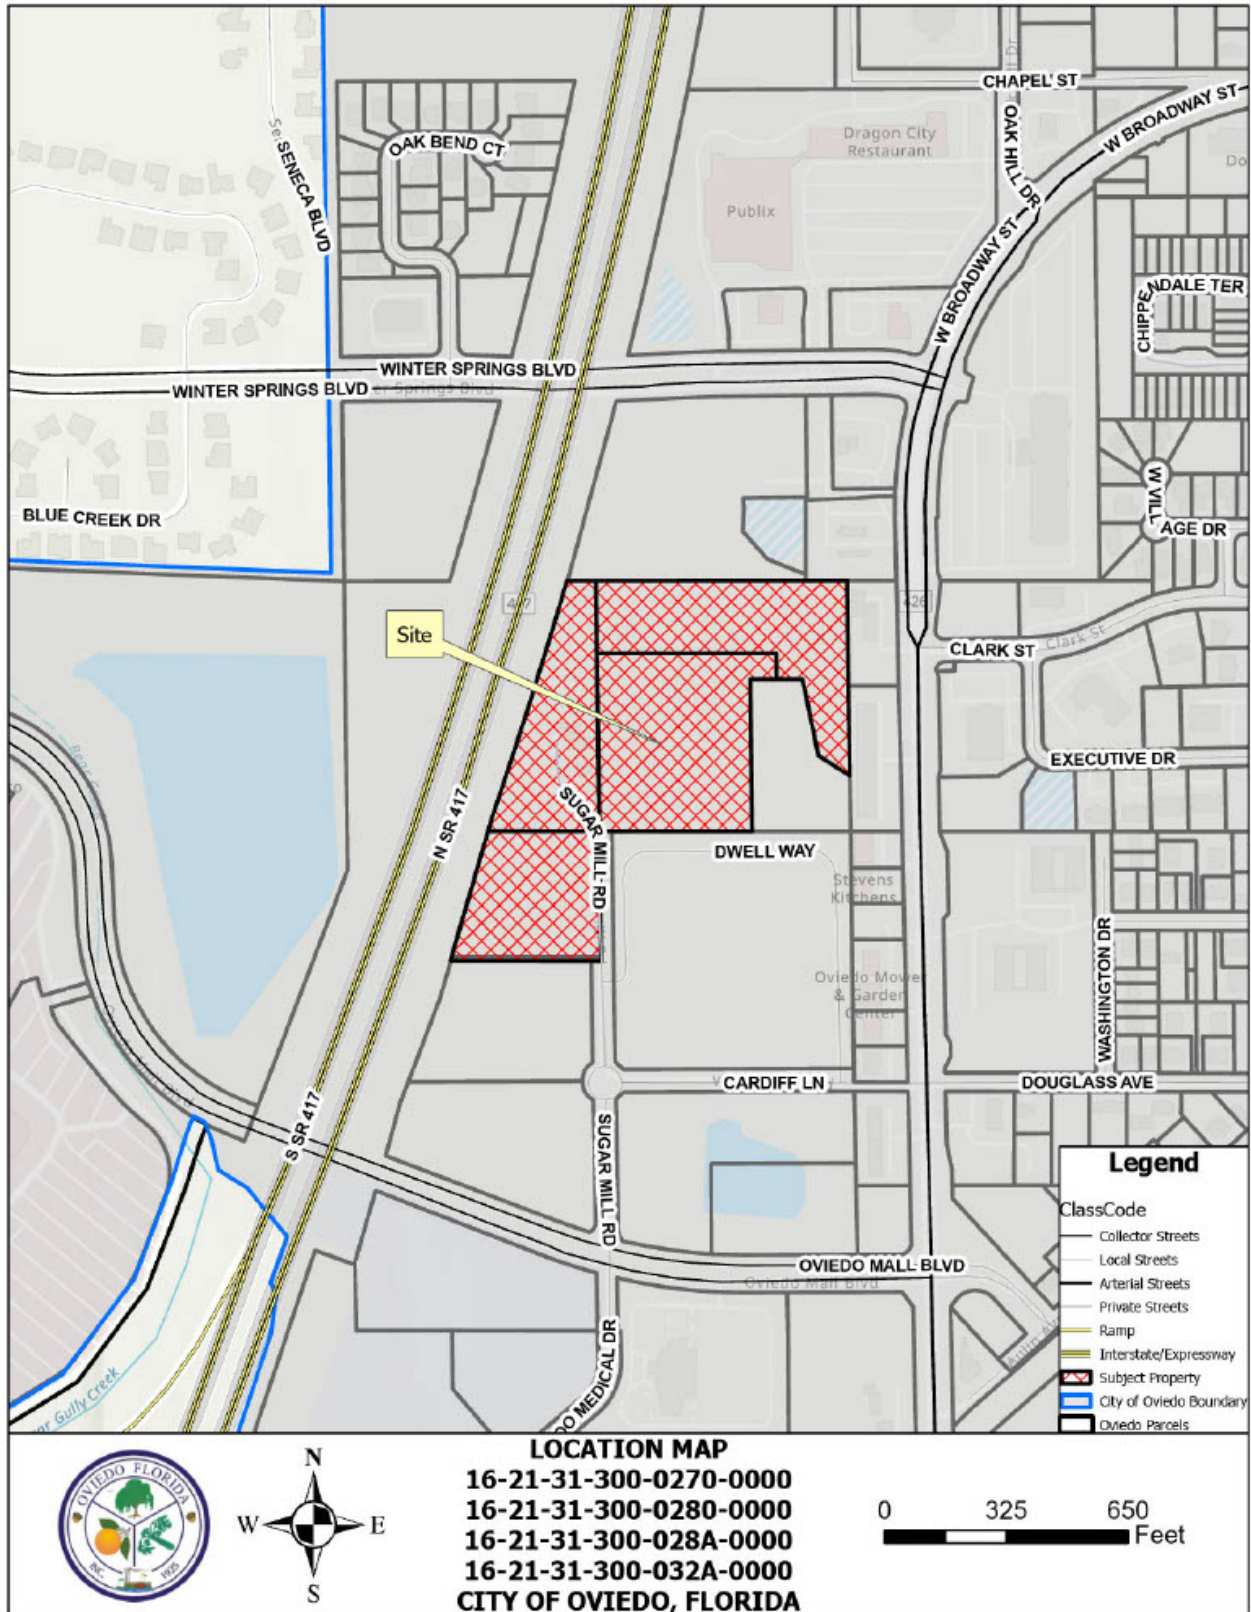 CHAPEL ST
W BROADWAY ST
OAK HILL DR
Dragon City
Restaurant
OAK BEND CT
SENECA BLVD
Publix
W BROADWAY ST
CHIPPENDALE TER
WINTER SPRINGS BLVD
WINTER SPRINGS BLVD
W VILLAGE DR
BLUE CREEK DR
417
426
Site
CLARK ST
Clark St
EXECUTIVE DR
SUGAR MILL RD
N SR 417
DWELL WAY
Stevens
Kitchens
WASHINGTON DR
Oviedo Mower
& Garden
Center
CARDIFF LN
DOUGLASS AVE
S SR 417
SUGAR MILL RD
OVIEDO MALL BLVD
Oviedo Mall Blvd
DO MEDICAL DR
ar Gully Creek
Legend
ClassCode
Collector Streets
Local Streets
Arterial Streets
Private Streets
Ramp
Interstate/Expressway
Subject Property
City of Oviedo Boundary
Oviedo Parcels
OVIEDO FLORIDA
INC. 1925
N
W E
S
LOCATION MAP
16-21-31-300-0270-0000
16-21-31-300-0280-0000
16-21-31-300-028A-0000
16-21-31-300-032A-0000
CITY OF OVIEDO, FLORIDA
0 325 650
Feet